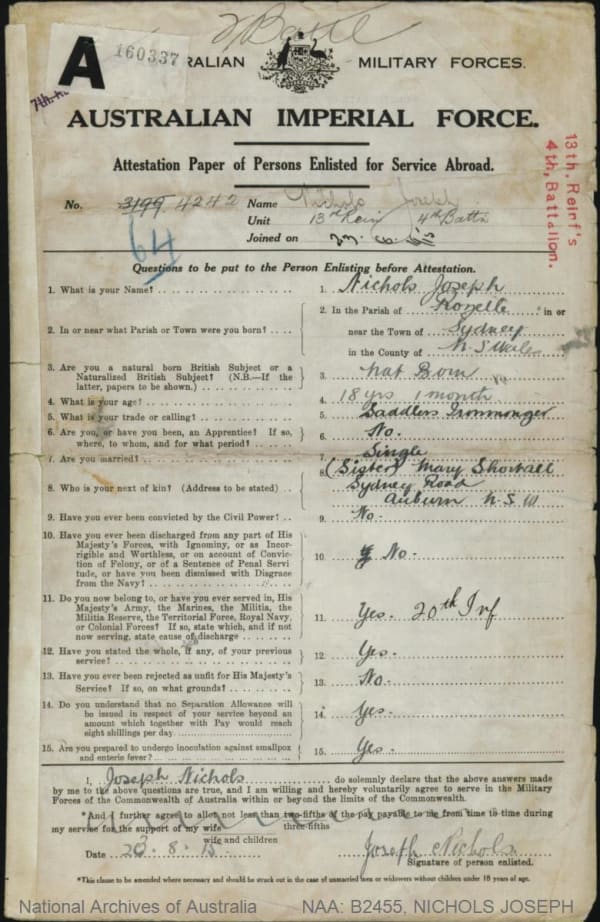 7 Battl
A
160337
RALIAN MILITARY FORCES.
7th.
AUSTRALIAN IMPERIAL FORCE.
13th, Reinf's
4th, Battalion.
Attestation Paper of Persons Enlisted for Service Abroad.
No. 3199 4242 Name Nichols Joseph
64
Unit 13th Rein 4th Battn
Joined on
Questions to be put to the Person Enlisting before Attestation.
1. What is your Name? 1. Nichols Joseph
2. In or near what Parish or Town were you born? 2. In the Parish of Rozelle in or
near the Town of Sydney
in the County of N S Wales
3. Are you a natural born British Subject or a
Naturalized British Subject? (N.B.—If the
latter, papers to be shown.) 3. Nat Born
4. What is your age? 4. 18 yrs 1 month
5. What is your trade or calling? 5. Saddlers Ironmonger
6. Are you, or have you been, an Apprentice? If so,
where, to whom, and for what period? 6. No.
7. Are you married? 7. Single
8. Who is your next of kin? (Address to be stated) 8. (Sister) Mary Shortall
Sydney Road
Auburn N.S.W
9. Have you ever been convicted by the Civil Power? 9. No.
10. Have you ever been discharged from any part of His
Majesty's Forces, with Ignominy, or as Incor-
rigible and Worthless, or on account of Convic-
tion of Felony, or of a Sentence of Penal Servi
tude, or have you been dismissed with Disgrace
from the Navy? 10. No.
11. Do you now belong to, or have you ever served in, His
Majesty's Army, the Marines, the Militia, the
Militia Reserve, the Territorial Force, Royal Navy,
or Colonial Forces? If so, state which, and if not
now serving, state cause of discharge 11. Yes. 20th Inf
12. Have you stated the whole, if any, of your previous
service? 12. Yes.
13. Have you ever been rejected as unfit for His Majesty's
Service? If so, on what grounds? 13. No.
14. Do you understand that no Separation Allowance will
be issued in respect of your service beyond an
amount which together with Pay would reach
eight shillings per day 14. Yes.
15. Are you prepared to undergo inoculation against smallpox
and enteric fever? 15. Yes.
I, Joseph Nichols do solemnly declare that the above answers made
by me to the above questions are true, and I am willing and hereby voluntarily agree to serve in the Military
Forces of the Commonwealth of Australia within or beyond the limits of the Commonwealth.
*And I further agree to allot not less than two-fifths of the pay payable to me from time to time during
three-fifths
my service for the support of my wife
wife and children
Date 23.8.15 Joseph Nichols
Signature of person enlisted.
*This clause to be amended where necessary and should be struck out in the case of unmarried men or widowers without children under 18 years of age.
National Archives of Australia NAA: B2455, NICHOLS JOSEPH